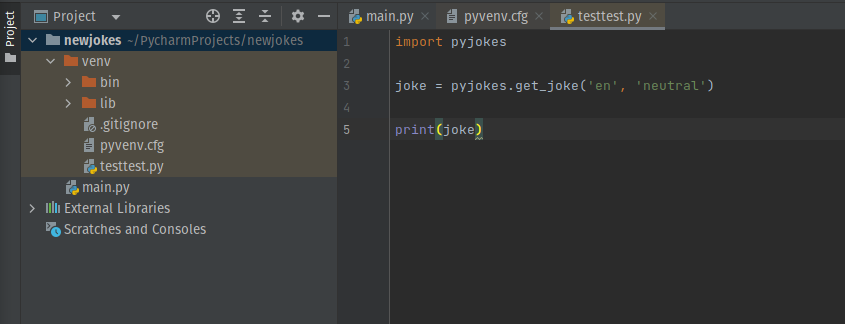 Project
Project
newjokes ~/PycharmProjects/newjokes
venv
bin
lib
.gitignore
pyvenv.cfg
testtest.py
main.py
External Libraries
Scratches and Consoles
main.py pyvenv.cfg testtest.py
1 import pyjokes
2
3 joke = pyjokes.get_joke('en', 'neutral')
4
5 print(joke)